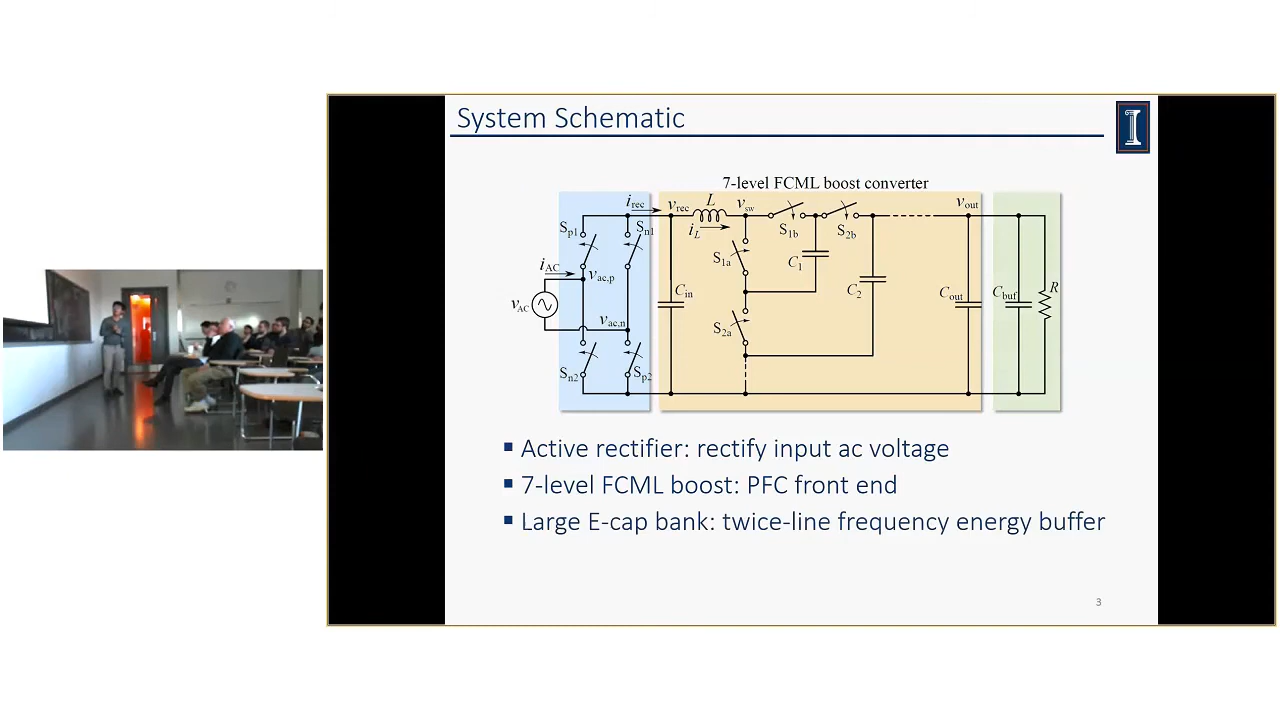 System Schematic
I
7-level FCML boost converter
i_rec
v_rec
L
v_sw
v_out
S_p1
S_n1
i_L
S_1b
S_2b
S_1a
C_1
i_AC
v_ac,p
v_AC
C_in
C_2
C_out
C_buf
R
v_ac,n
S_2a
S_n2
S_p2
▪ Active rectifier: rectify input ac voltage
▪ 7-level FCML boost: PFC front end
▪ Large E-cap bank: twice-line frequency energy buffer
3